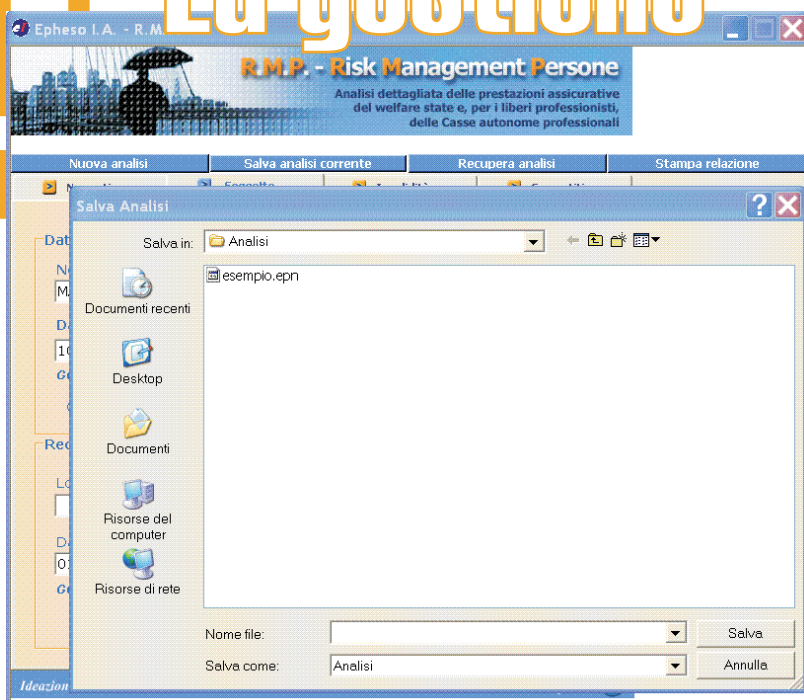 La gestione
Epheso I.A. - R.M.
R.M.P. - Risk Management Persone
Analisi dettagliata delle prestazioni assicurative
del welfare state e, per i liberi professionisti,
delle Casse autonome professionali
Nuova analisi Salva analisi corrente Recupera analisi Stampa relazione
Soggetto
Salva Analisi
Salva in: Analisi
esempio.epn
Documenti recenti
Desktop
Documenti
Risorse del
computer
Risorse di rete
Nome file: Salva
Salva come: Analisi Annulla
Ideazion